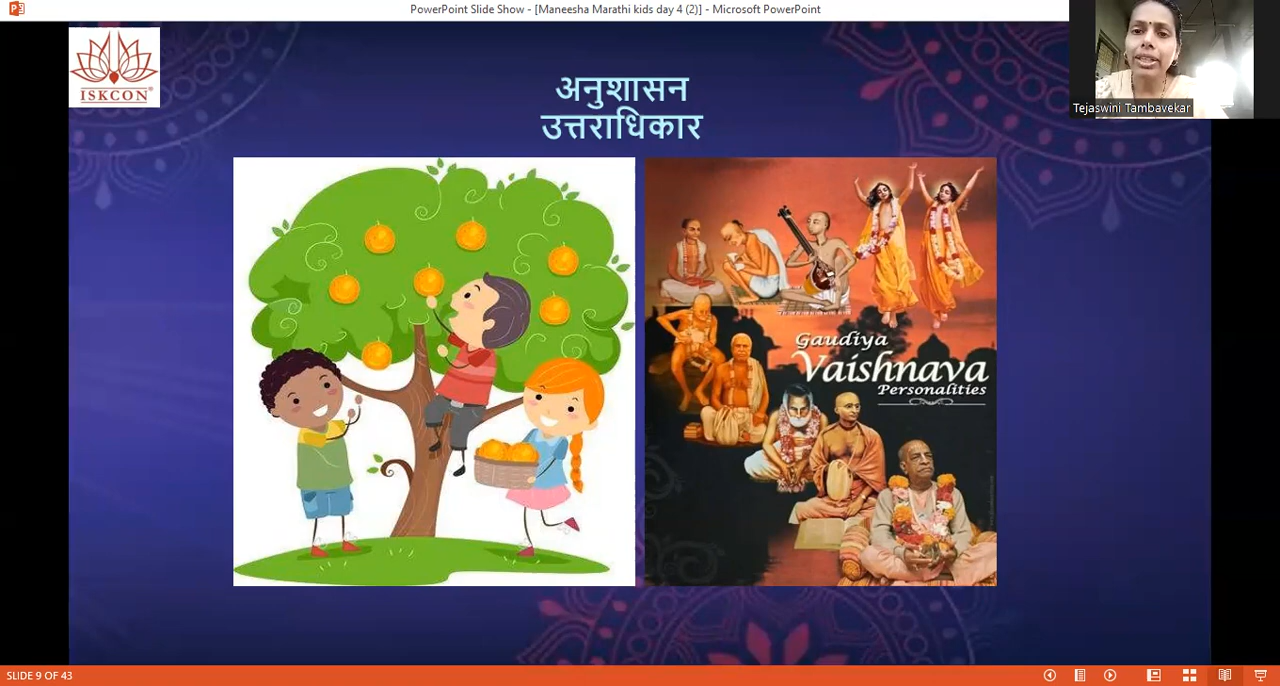 PowerPoint Slide Show - [Maneesha Marathi kids day 4 (2)] - Microsoft PowerPoint
ISKCON
अनुशासन
उत्तराधिकार
Tejaswini Tambavekar
Gaudiya
Vaishnava
Personalities
SLIDE 9 OF 43